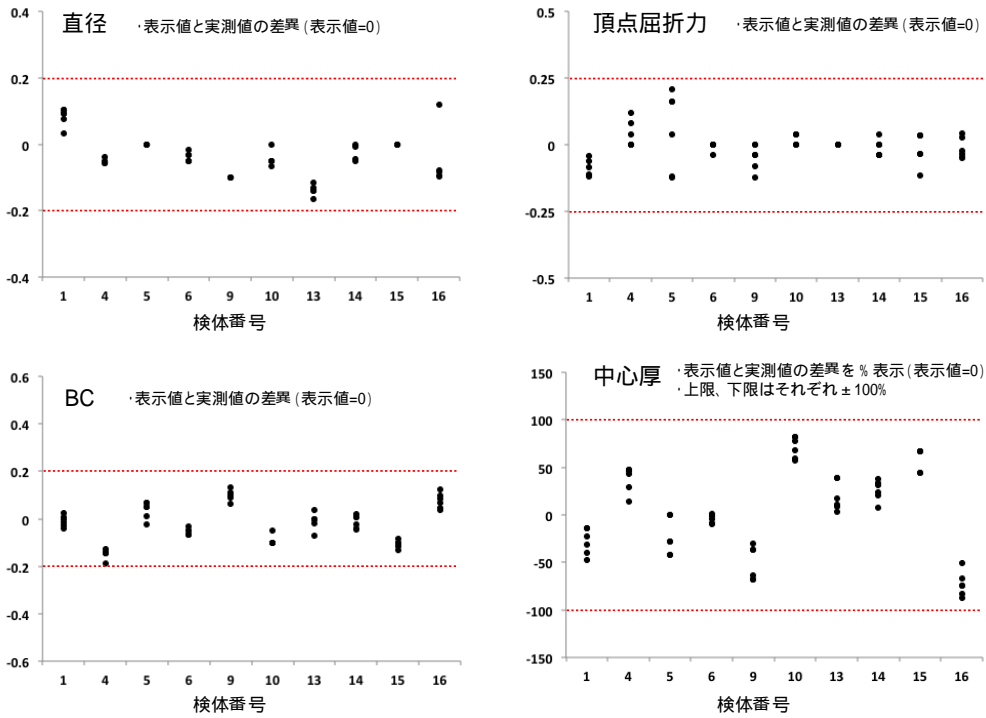 直径 ・表示値と実測値の差異(表示値=0)
0.4
0.2
0
-0.2
-0.4
1 4 5 6 9 10 13 14 15 16
検体番号
頂点屈折力 ・表示値と実測値の差異(表示値=0)
0.5
0.25
0
-0.25
-0.5
1 4 5 6 9 10 13 14 15 16
検体番号
BC ・表示値と実測値の差異(表示値=0)
0.6
0.4
0.2
0
-0.2
-0.4
-0.6
1 4 5 6 9 10 13 14 15 16
検体番号
中心厚 ・表示値と実測値の差異を%表示(表示値=0)
・上限、下限はそれぞれ±100%
150
100
50
0
-50
-100
-150
1 4 5 6 9 10 13 14 15 16
検体番号